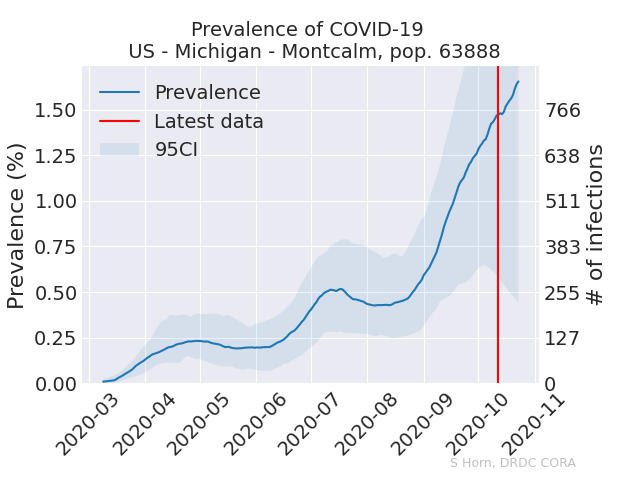 Prevalence of COVID-19
US - Michigan - Montcalm, pop. 63888
Prevalence
Latest data
95CI
Prevalence (%)
1.50
1.25
1.00
0.75
0.50
0.25
0.00
766
638
511
383
255
127
0
# of infections
2020-03
2020-04
2020-05
2020-06
2020-07
2020-08
2020-09
2020-10
2020-11
S Horn, DRDC CORA